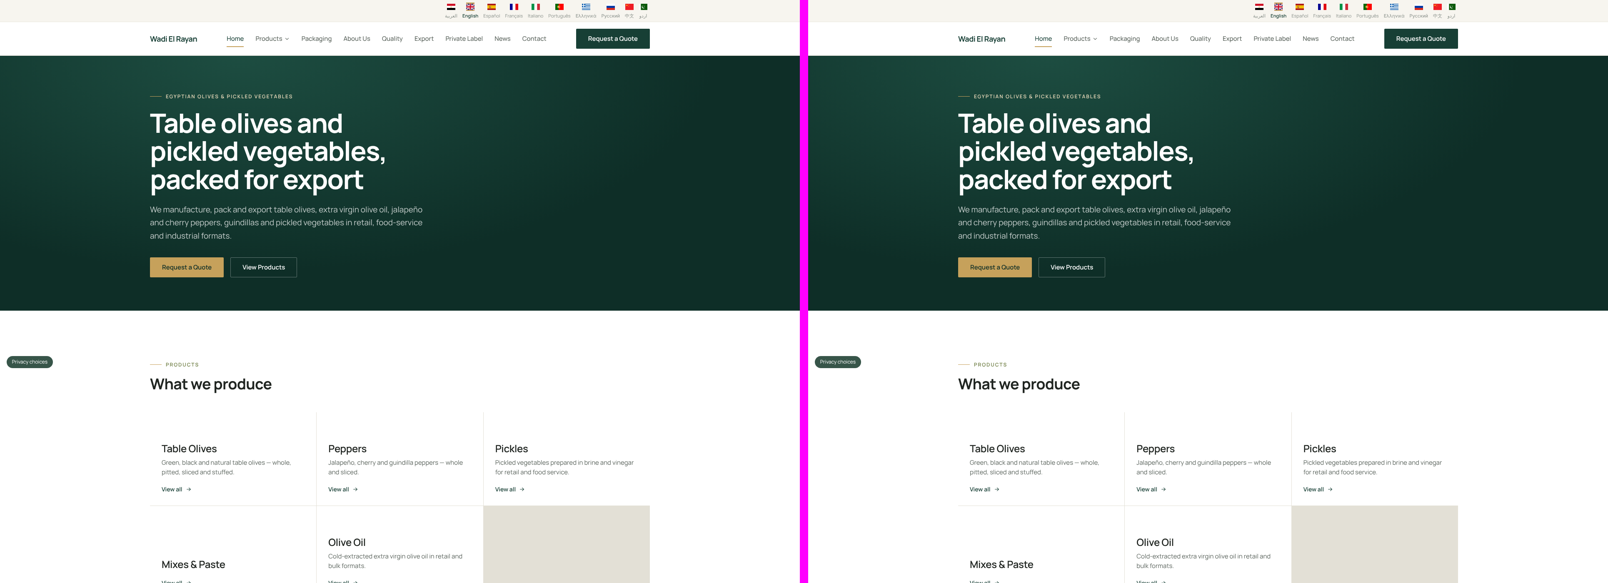 العربية English Español Français Italiano Português Ελληνικά Русский 中文 اردو
Wadi El Rayan Home Products Packaging About Us Quality Export Private Label News Contact Request a Quote
EGYPTIAN OLIVES & PICKLED VEGETABLES
Table olives and
pickled vegetables,
packed for export
We manufacture, pack and export table olives, extra virgin olive oil, jalapeño
and cherry peppers, guindillas and pickled vegetables in retail, food-service
and industrial formats.
Request a Quote View Products
Privacy choices
PRODUCTS
What we produce
Table Olives
Green, black and natural table olives — whole,
pitted, sliced and stuffed.
View all →
Peppers
Jalapeño, cherry and guindilla peppers — whole
and sliced.
View all →
Pickles
Pickled vegetables prepared in brine and vinegar
for retail and food service.
View all →
Mixes & Paste
View all
Olive Oil
Cold-extracted extra virgin olive oil in retail and
bulk formats.
View all
العربية English Español Français Italiano Português Ελληνικά Русский 中文 اردو
Wadi El Rayan Home Products Packaging About Us Quality Export Private Label News Contact Request a Quote
EGYPTIAN OLIVES & PICKLED VEGETABLES
Table olives and
pickled vegetables,
packed for export
We manufacture, pack and export table olives, extra virgin olive oil, jalapeño
and cherry peppers, guindillas and pickled vegetables in retail, food-service
and industrial formats.
Request a Quote View Products
Privacy choices
PRODUCTS
What we produce
Table Olives
Green, black and natural table olives — whole,
pitted, sliced and stuffed.
View all →
Peppers
Jalapeño, cherry and guindilla peppers — whole
and sliced.
View all →
Pickles
Pickled vegetables prepared in brine and vinegar
for retail and food service.
View all →
Mixes & Paste
View all
Olive Oil
Cold-extracted extra virgin olive oil in retail and
bulk formats.
View all